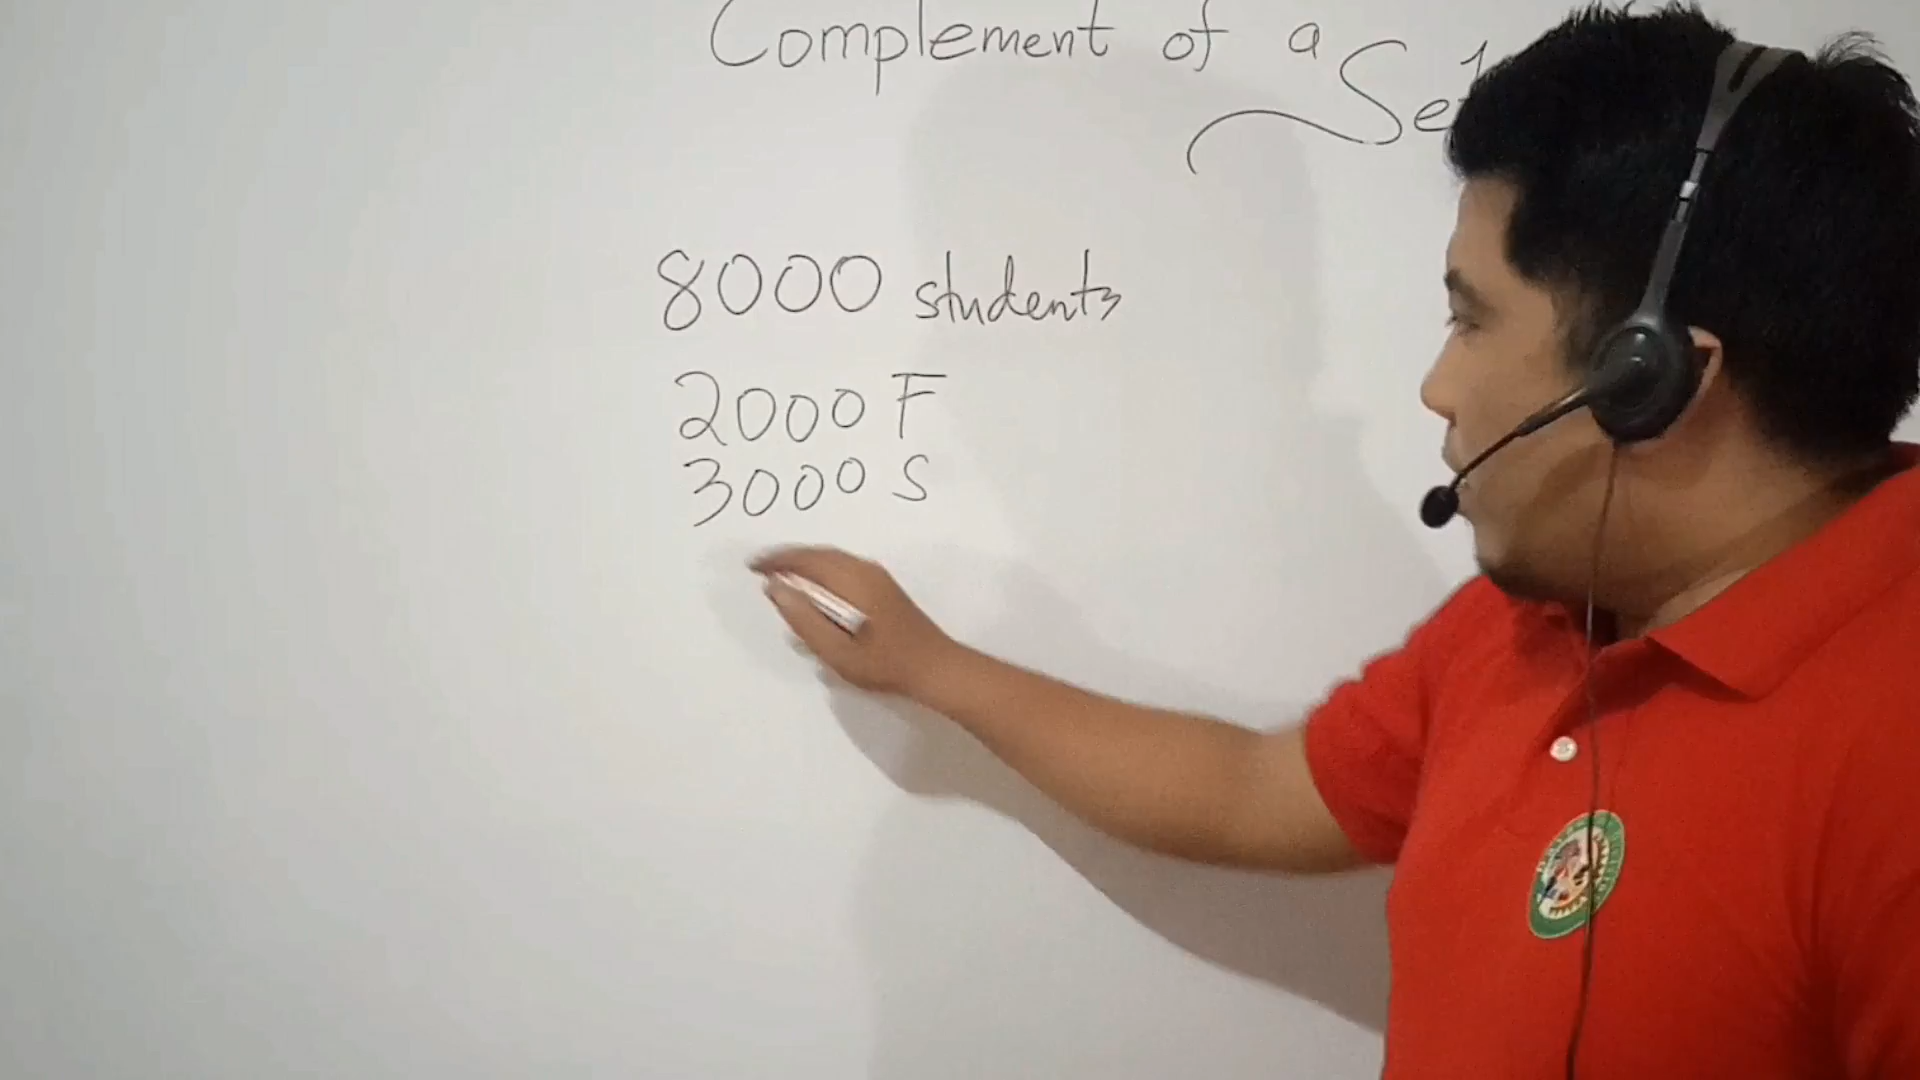 Complement of a
Set
8000 students
2000 F
3000 S